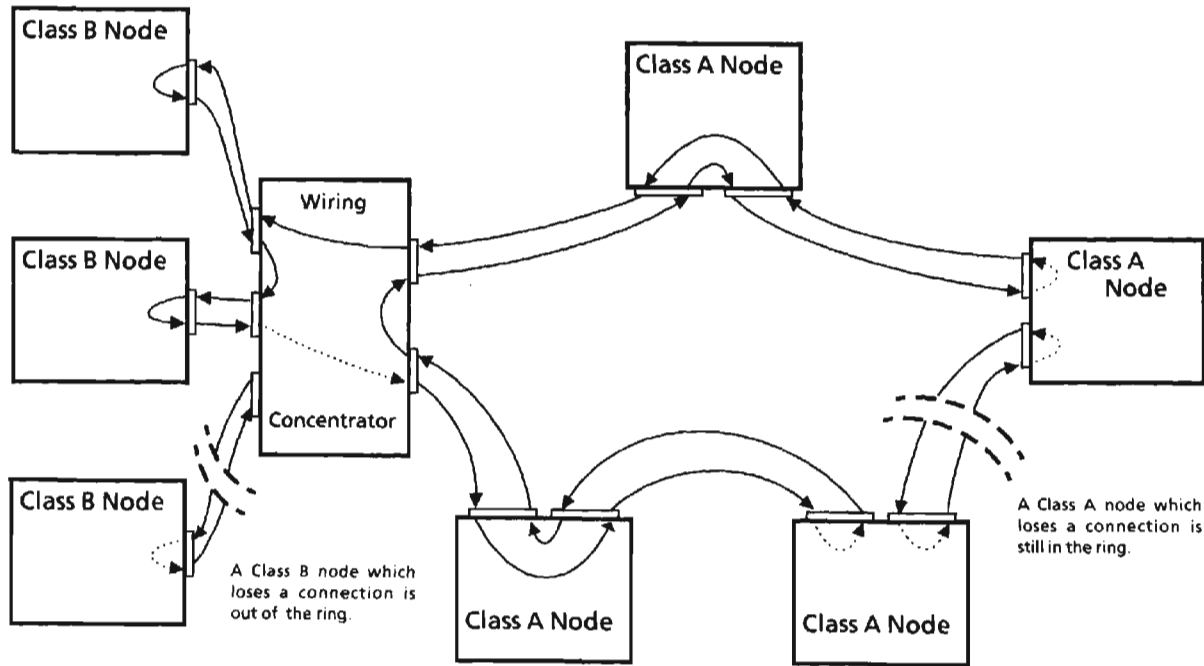 Class B Node
Class A Node
Wiring
Class B Node
Class A
Node
Concentrator
Class B Node
A Class B node which
loses a connection is
out of the ring.
A Class A node which
loses a connection is
still in the ring.
Class A Node
Class A Node